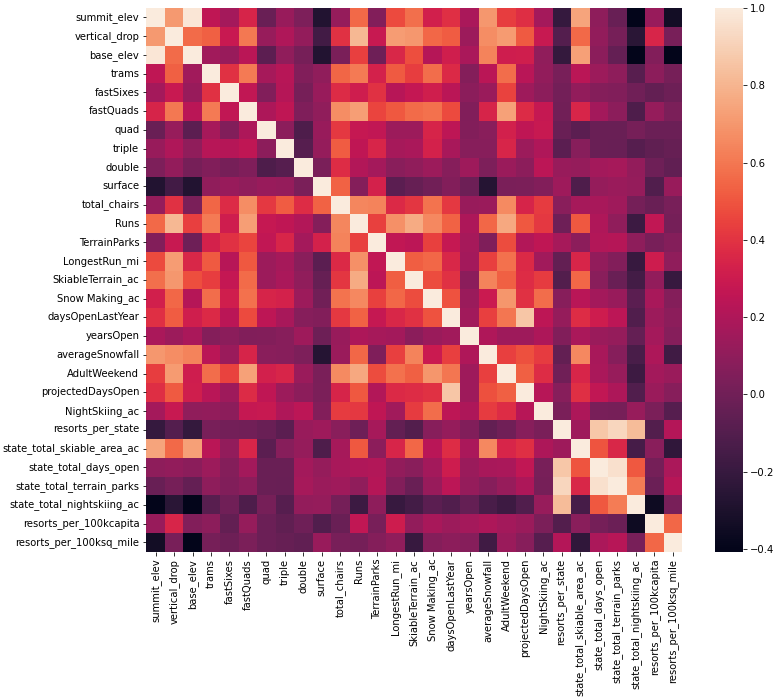 summit_elev
vertical_drop
base_elev
trams
fastSixes
fastQuads
quad
triple
double
surface
total_chairs
Runs
TerrainParks
LongestRun_mi
SkiableTerrain_ac
Snow Making_ac
daysOpenLastYear
yearsOpen
averageSnowfall
AdultWeekend
projectedDaysOpen
NightSkiing_ac
resorts_per_state
state_total_skiable_area_ac
state_total_days_open
state_total_terrain_parks
state_total_nightskiing_ac
resorts_per_100kcapita
resorts_per_100ksq_mile
summit_elev
vertical_drop
base_elev
trams
fastSixes
fastQuads
quad
triple
double
surface
total_chairs
Runs
TerrainParks
LongestRun_mi
SkiableTerrain_ac
Snow Making_ac
daysOpenLastYear
yearsOpen
averageSnowfall
AdultWeekend
projectedDaysOpen
NightSkiing_ac
resorts_per_state
state_total_skiable_area_ac
state_total_days_open
state_total_terrain_parks
state_total_nightskiing_ac
resorts_per_100kcapita
resorts_per_100ksq_mile
1.0
0.8
0.6
0.4
0.2
0.0
−0.2
−0.4